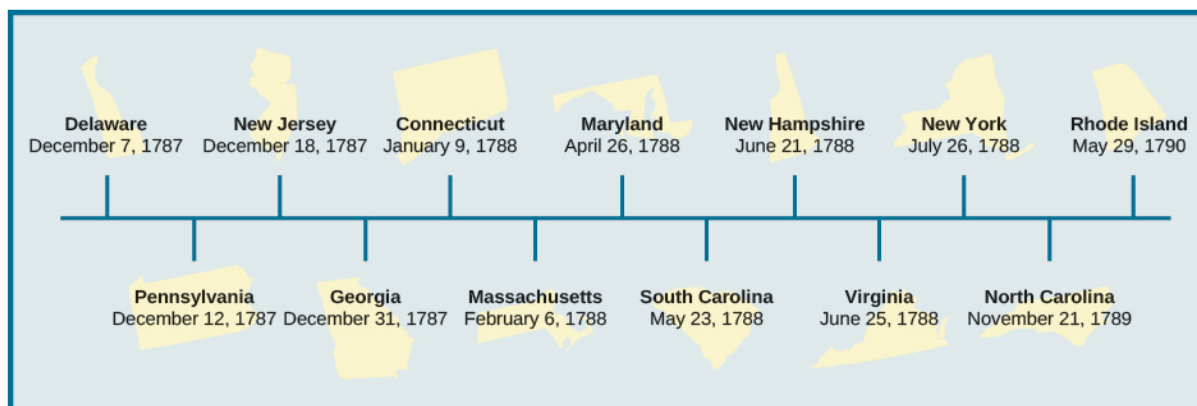 Delaware
December 7, 1787
New Jersey
December 18, 1787
Connecticut
January 9, 1788
Maryland
April 26, 1788
New Hampshire
June 21, 1788
New York
July 26, 1788
Rhode Island
May 29, 1790
Pennsylvania
December 12, 1787
Georgia
December 31, 1787
Massachusetts
February 6, 1788
South Carolina
May 23, 1788
Virginia
June 25, 1788
North Carolina
November 21, 1789